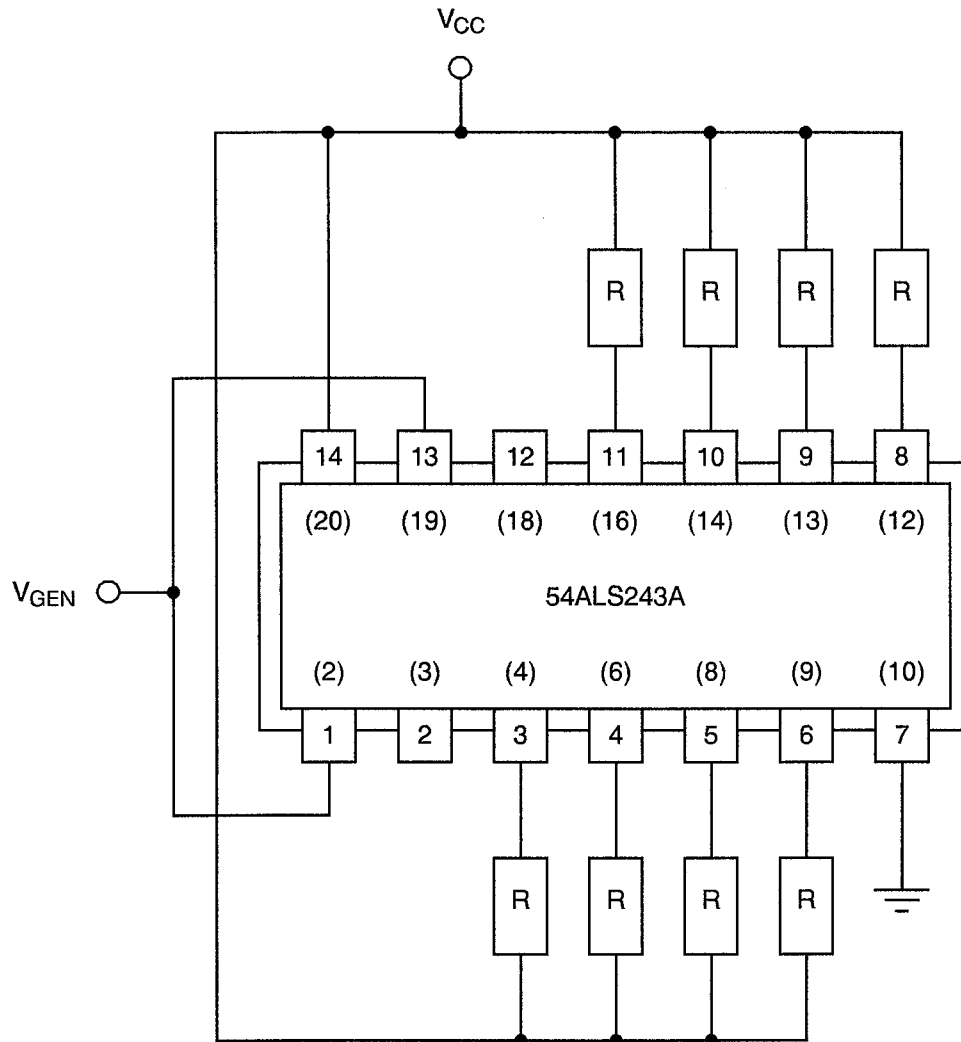 VCC
R R R R
14 13 12 11 10 9 8
(20) (19) (18) (16) (14) (13) (12)
VGEN
54ALS243A
(2) (3) (4) (6) (8) (9) (10)
1 2 3 4 5 6 7
R R R R